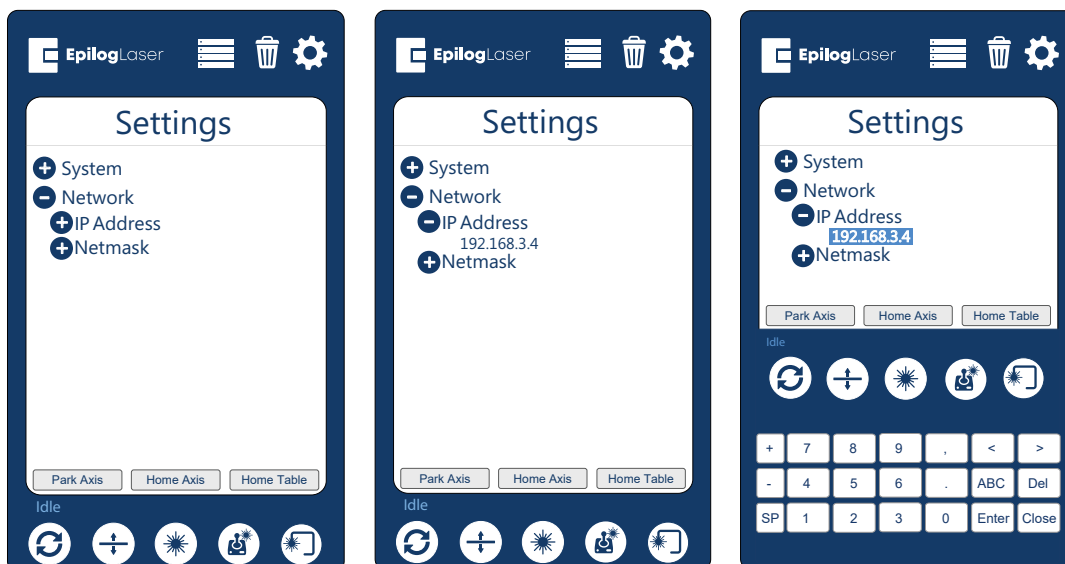 EpilogLaser
Settings
System
Network
IP Address
Netmask
Park Axis Home Axis Home Table
Idle
EpilogLaser
Settings
System
Network
IP Address
192.168.3.4
Netmask
Park Axis Home Axis Home Table
Idle
EpilogLaser
Settings
System
Network
IP Address
192.168.3.4
Netmask
Park Axis Home Axis Home Table
Idle
+ 7 8 9 , < >
- 4 5 6 . ABC Del
SP 1 2 3 0 Enter Close